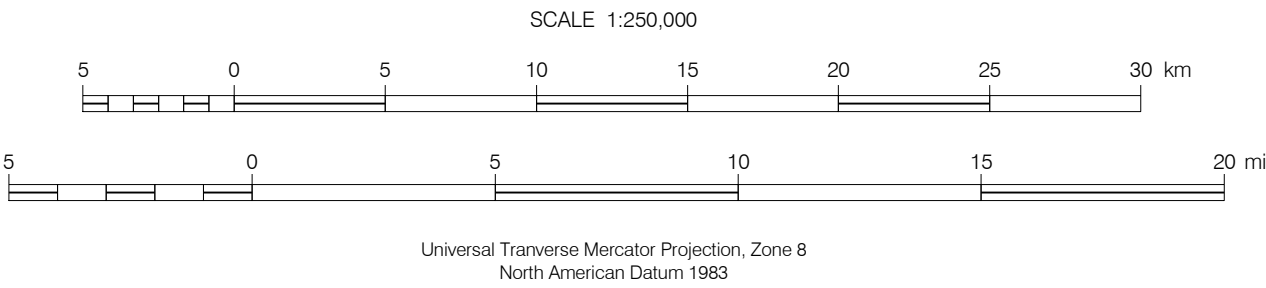 SCALE 1:250,000
5 0 5 10 15 20 25 30 km
5 0 5 10 15 20 mi
Universal Tranverse Mercator Projection, Zone 8
North American Datum 1983